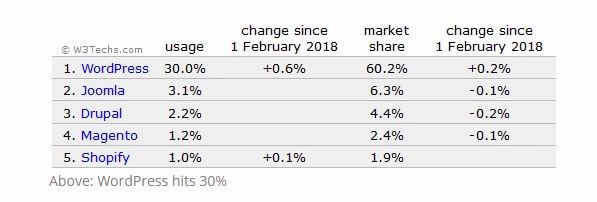 © W3Techs.com usage change since 1 February 2018 market share change since 1 February 2018
1. WordPress 30.0% +0.6% 60.2% +0.2%
2. Joomla 3.1% 6.3% -0.1%
3. Drupal 2.2% 4.4% -0.2%
4. Magento 1.2% 2.4% -0.1%
5. Shopify 1.0% +0.1% 1.9%
Above: WordPress hits 30%